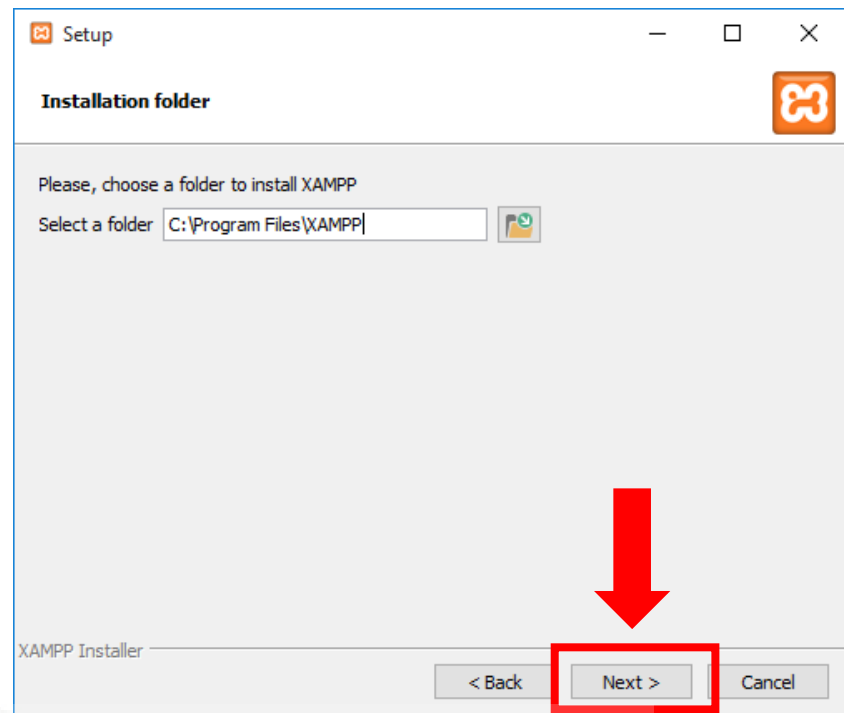 Setup
Installation folder
Please, choose a folder to install XAMPP
Select a folder C:\Program Files\XAMPP
XAMPP Installer
< Back Next > Cancel